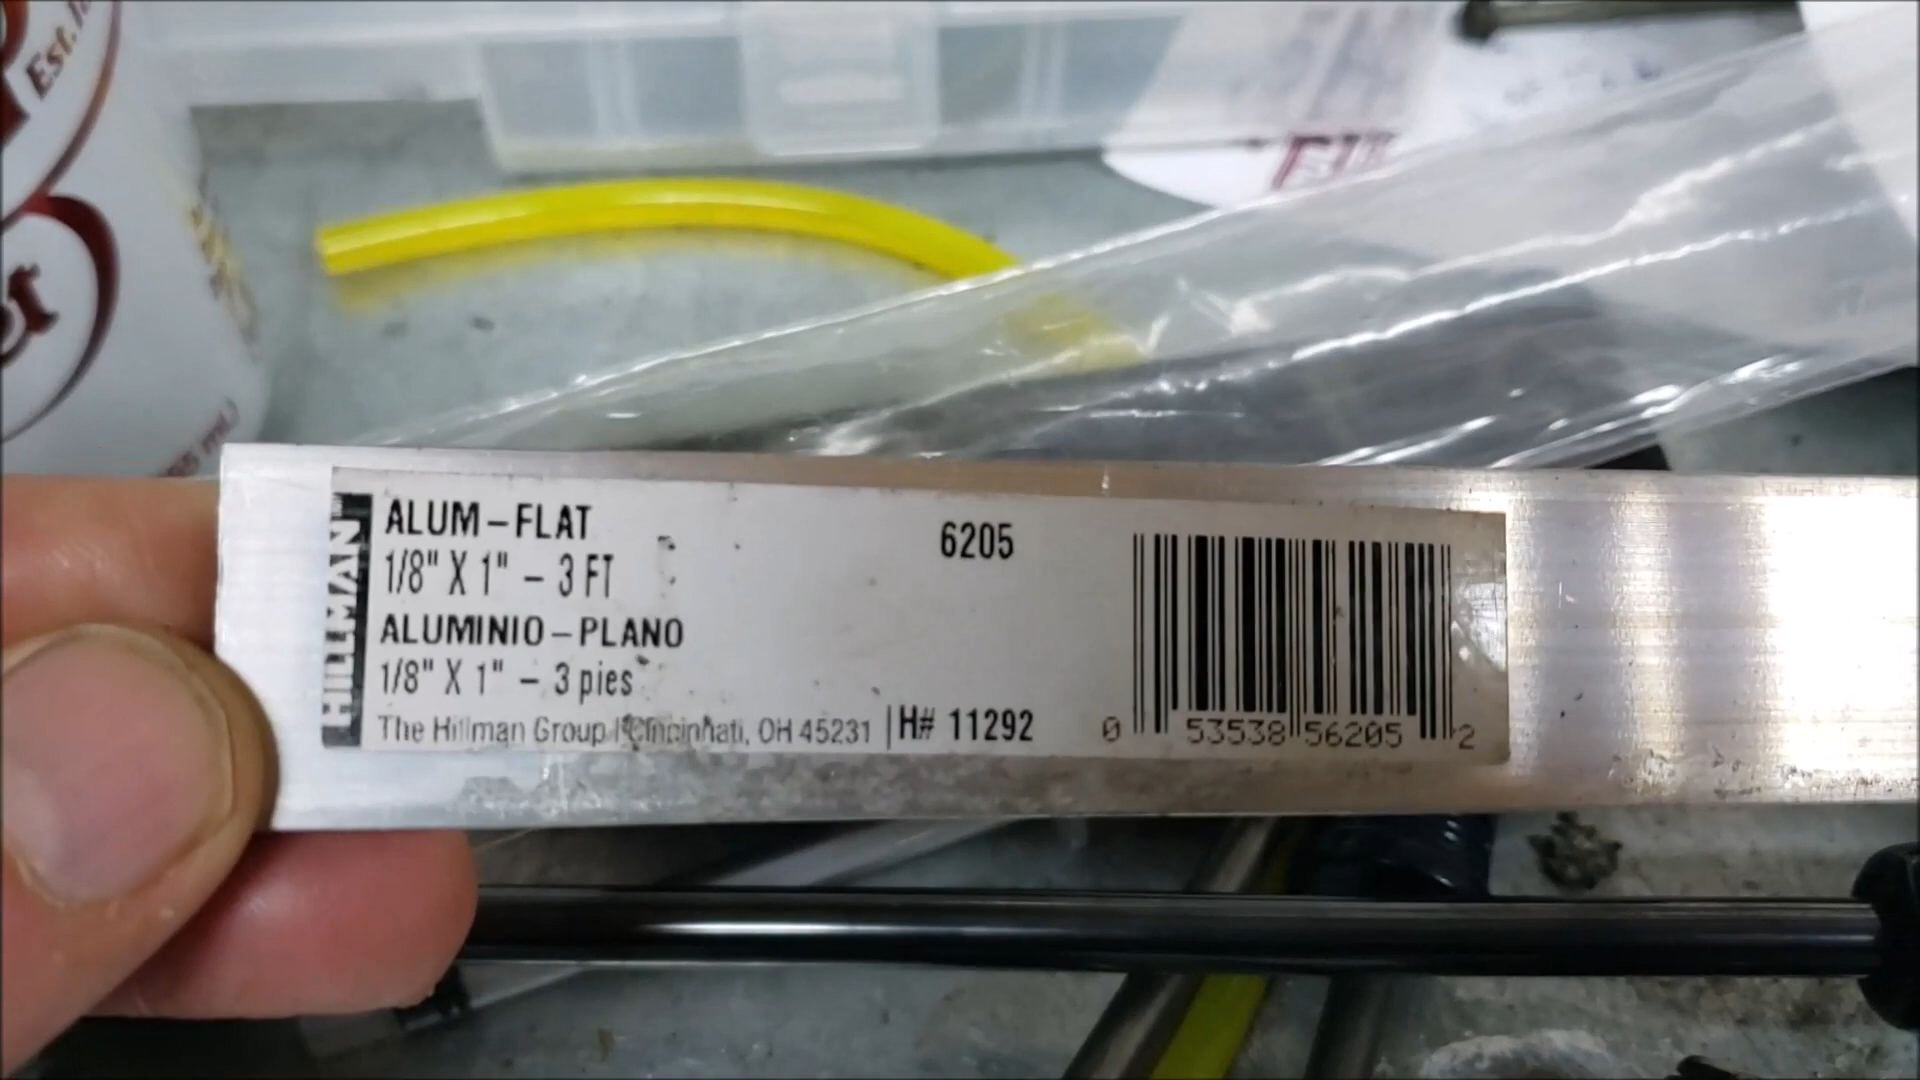 Est.
HILLMAN
ALUM-FLAT
1/8" X 1" - 3 FT
6205
ALUMINIO-PLANO
1/8" X 1" - 3 pies
The Hillman Group Cincinnati, OH 45231 | H# 11292
0 53538 56205 2